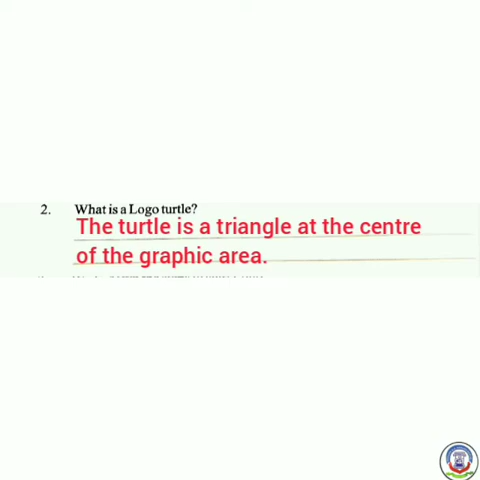 2. What is a Logo turtle?
The turtle is a triangle at the centre
of the graphic area.